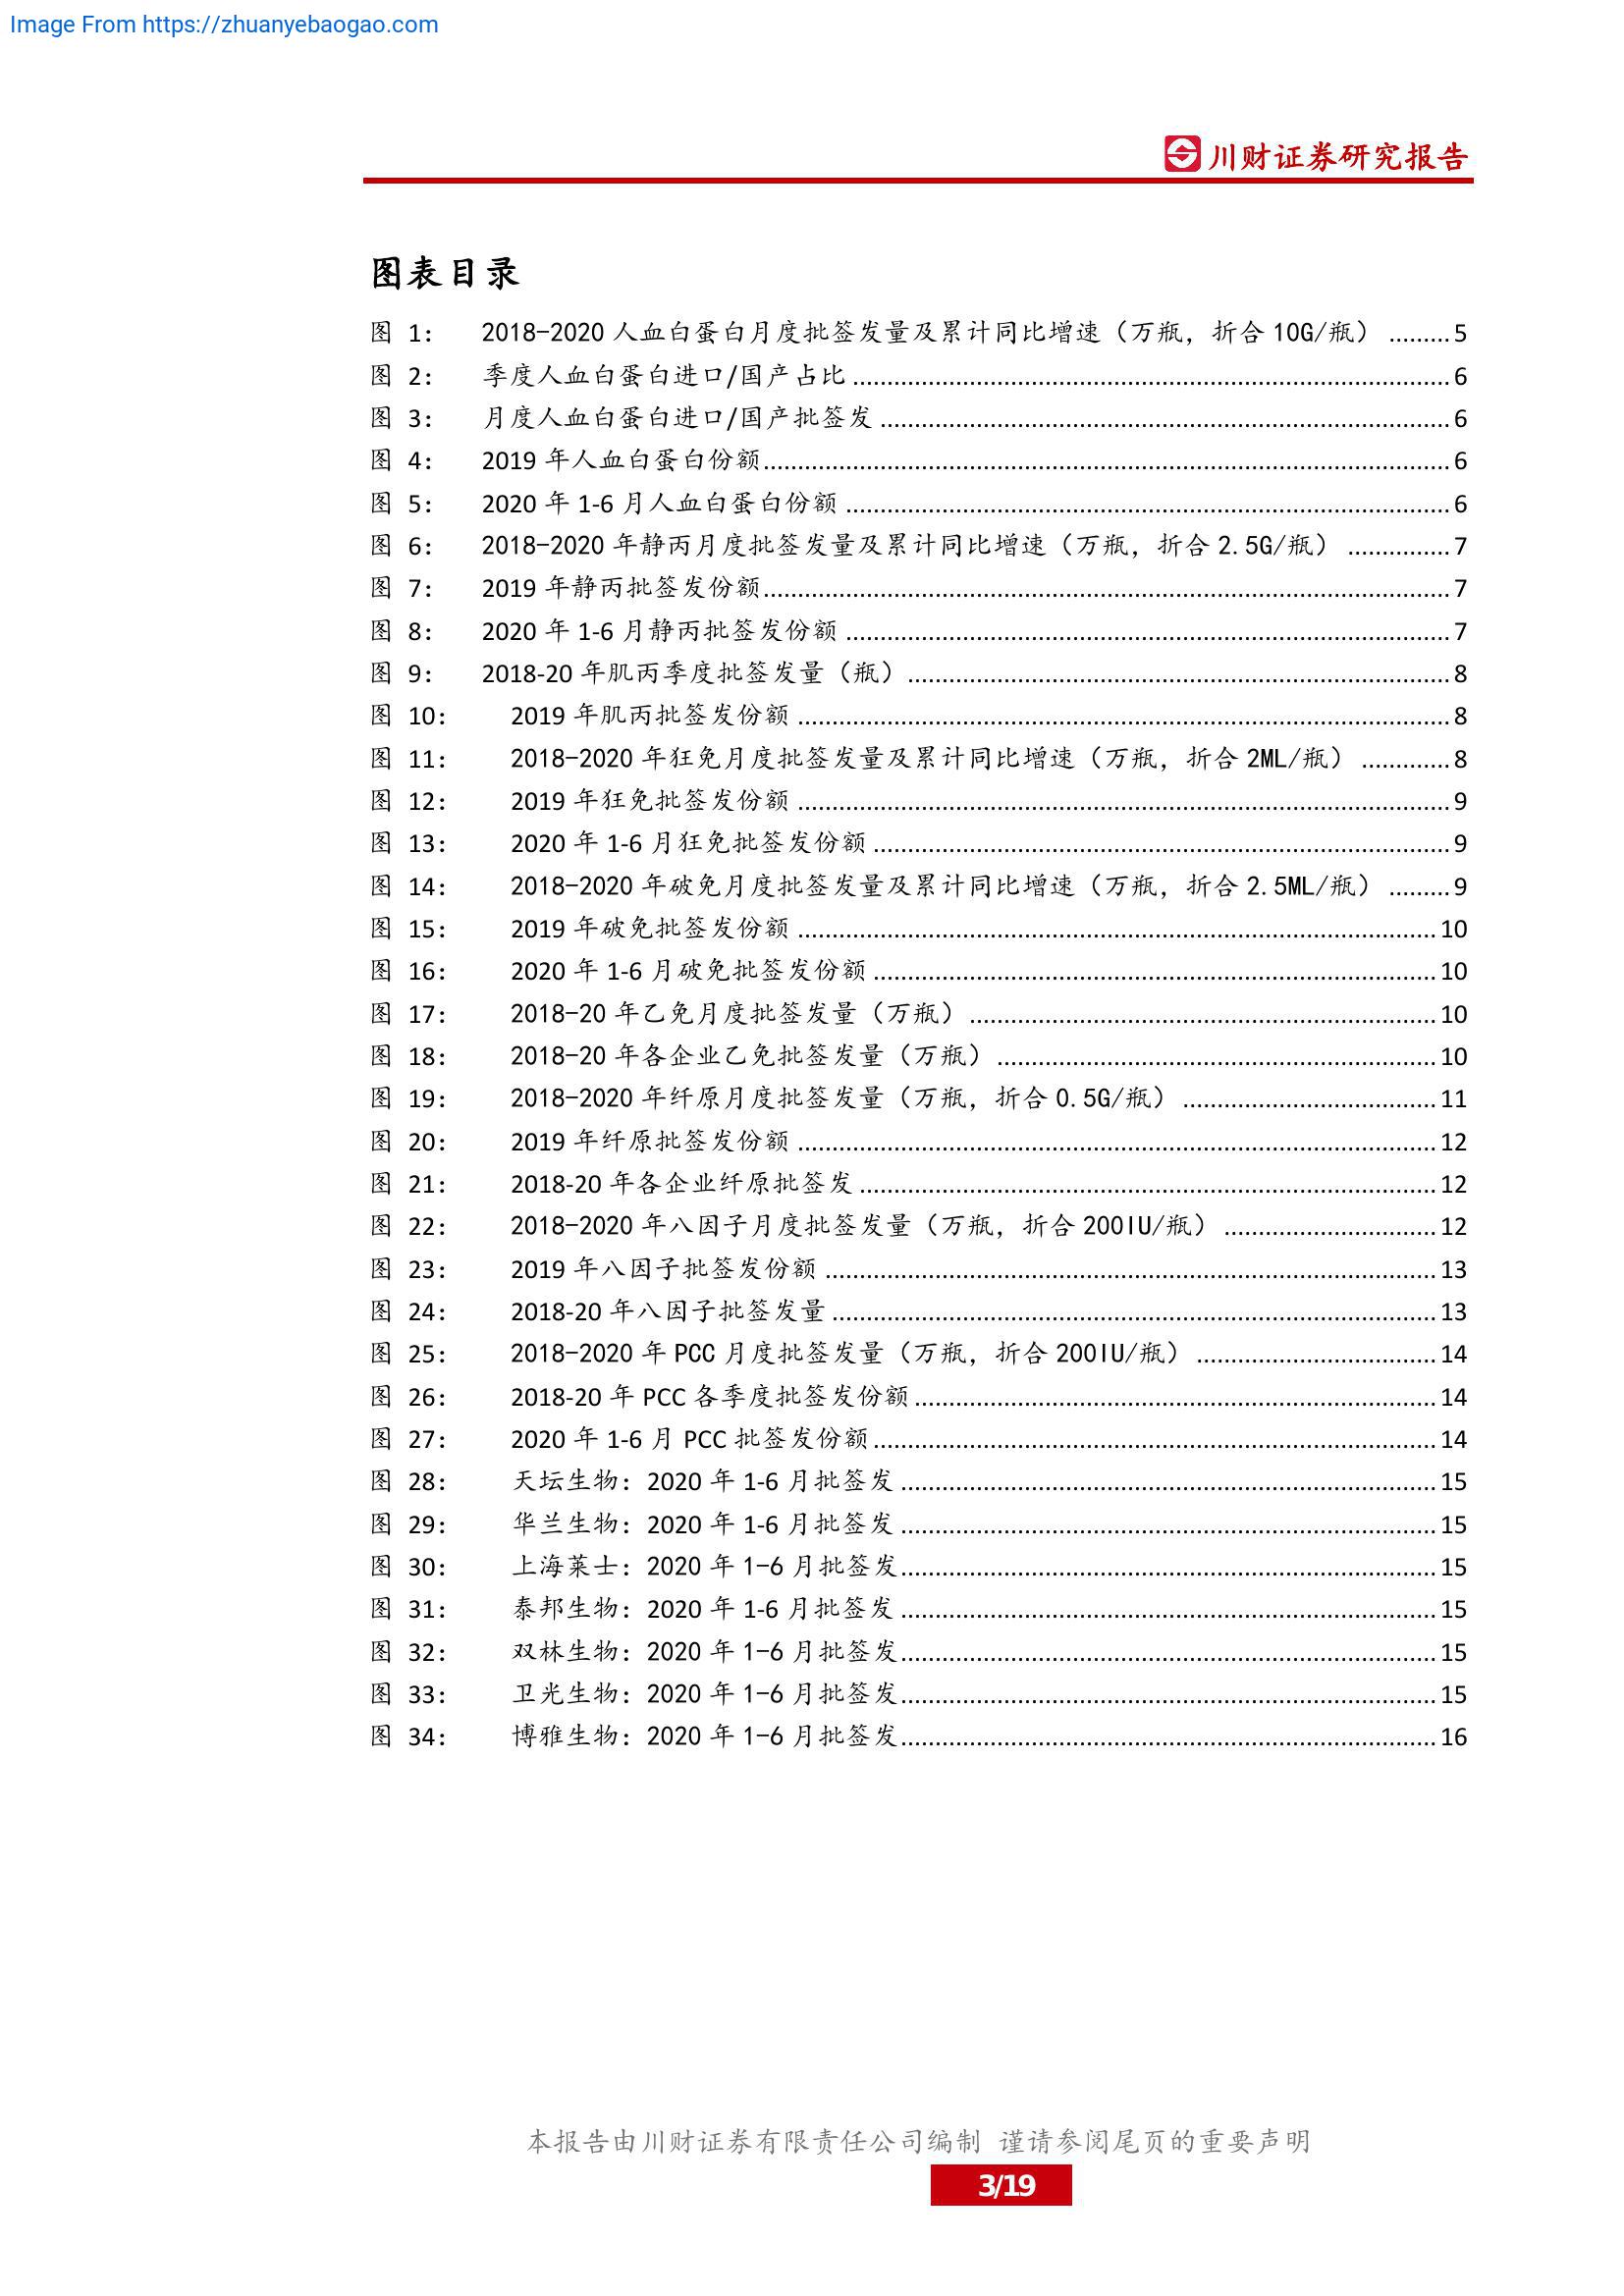 Image From https://zhuanyebaogao.com
川财证券研究报告
图表目录
图 1: 2018-2020 人血白蛋白月度批签发量及累计同比增速（万瓶，折合 10G/瓶） .........5
图 2: 季度人血白蛋白进口/国产占比 ......... 6
图 3: 月度人血白蛋白进口/国产批签发 ......... 6
图 4: 2019 年人血白蛋白份额......... 6
图 5: 2020 年 1-6 月人血白蛋白份额 ......... 6
图 6: 2018-2020 年静丙月度批签发量及累计同比增速（万瓶，折合 2.5G/瓶） ......... 7
图 7: 2019 年静丙批签发份额......... 7
图 8: 2020 年 1-6 月静丙批签发份额 ......... 7
图 9: 2018-20 年肌丙季度批签发量（瓶）......... 8
图 10: 2019 年肌丙批签发份额 ......... 8
图 11: 2018-2020 年狂免月度批签发量及累计同比增速（万瓶，折合 2ML/瓶） ......... 8
图 12: 2019 年狂免批签发份额 ......... 9
图 13: 2020 年 1-6 月狂免批签发份额 ......... 9
图 14: 2018-2020 年破免月度批签发量及累计同比增速（万瓶，折合 2.5ML/瓶） ......... 9
图 15: 2019 年破免批签发份额 ......... 10
图 16: 2020 年 1-6 月破免批签发份额 ......... 10
图 17: 2018-20 年乙免月度批签发量（万瓶）......... 10
图 18: 2018-20 年各企业乙免批签发量（万瓶）......... 10
图 19: 2018-2020 年纤原月度批签发量（万瓶，折合 0.5G/瓶） ......... 11
图 20: 2019 年纤原批签发份额 ......... 12
图 21: 2018-20 年各企业纤原批签发 ......... 12
图 22: 2018-2020 年八因子月度批签发量（万瓶，折合 200IU/瓶） ......... 12
图 23: 2019 年八因子批签发份额 ......... 13
图 24: 2018-20 年八因子批签发量 ......... 13
图 25: 2018-2020 年 PCC 月度批签发量（万瓶，折合 200IU/瓶） ......... 14
图 26: 2018-20 年 PCC 各季度批签发份额 ......... 14
图 27: 2020 年 1-6 月 PCC 批签发份额 ......... 14
图 28: 天坛生物: 2020 年 1-6 月批签发 ......... 15
图 29: 华兰生物: 2020 年 1-6 月批签发 ......... 15
图 30: 上海莱士: 2020 年 1-6 月批签发......... 15
图 31: 泰邦生物: 2020 年 1-6 月批签发 ......... 15
图 32: 双林生物: 2020 年 1-6 月批签发......... 15
图 33: 卫光生物: 2020 年 1-6 月批签发......... 15
图 34: 博雅生物: 2020 年 1-6 月批签发......... 16
本报告由川财证券有限责任公司编制 谨请参阅尾页的重要声明
3/19